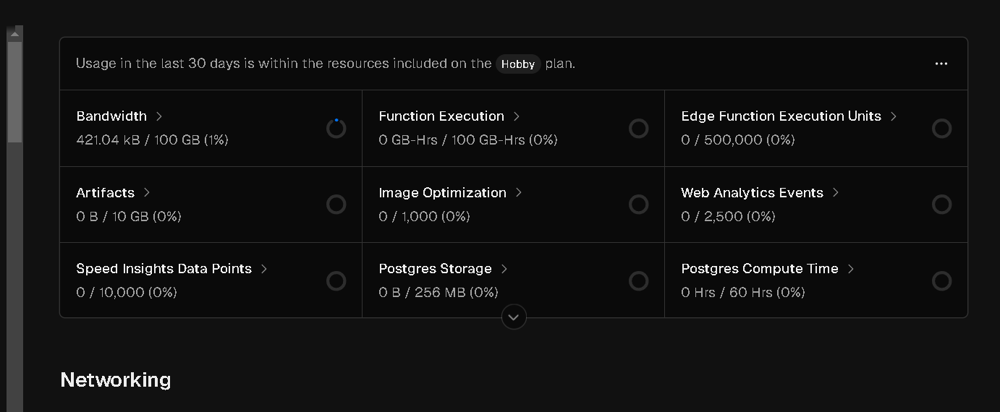 Usage in the last 30 days is within the resources included on the Hobby plan.
Bandwidth
421.04 kB / 100 GB (1%)
Function Execution
0 GB-Hrs / 100 GB-Hrs (0%)
Edge Function Execution Units
0 / 500,000 (0%)
Artifacts
0 B / 10 GB (0%)
Image Optimization
0 / 1,000 (0%)
Web Analytics Events
0 / 2,500 (0%)
Speed Insights Data Points
0 / 10,000 (0%)
Postgres Storage
0 B / 256 MB (0%)
Postgres Compute Time
0 Hrs / 60 Hrs (0%)
Networking